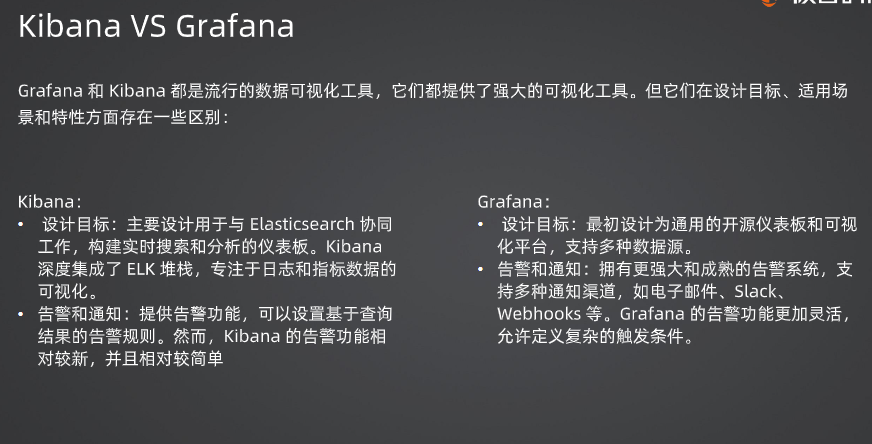 Kibana VS Grafana
Grafana 和 Kibana 都是流行的数据可视化工具，它们都提供了强大的可视化工具。但它们在设计目标、适用场
景和特性方面存在一些区别：
Kibana：
• 设计目标：主要设计用于与 Elasticsearch 协同
工作，构建实时搜索和分析的仪表板。Kibana
深度集成了 ELK 堆栈，专注于日志和指标数据的
可视化。
• 告警和通知：提供告警功能，可以设置基于查询
结果的告警规则。然而，Kibana 的告警功能相
对较新，并且相对较简单
Grafana：
• 设计目标：最初设计为通用的开源仪表板和可视
化平台，支持多种数据源。
• 告警和通知：拥有更强大和成熟的告警系统，支
持多种通知渠道，如电子邮件、Slack、
Webhooks 等。Grafana 的告警功能更加灵活，
允许定义复杂的触发条件。